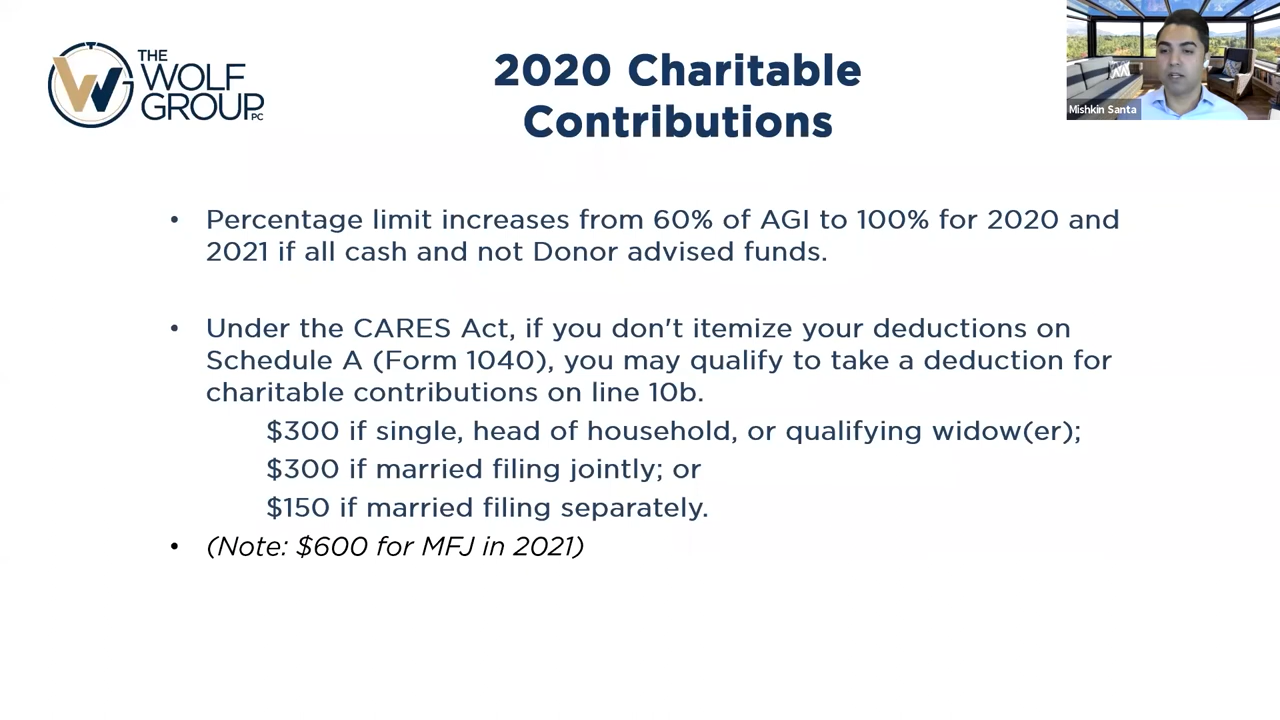 THE
WOLF
GROUP PC
2020 Charitable
Contributions
Mishkin Santa
• Percentage limit increases from 60% of AGI to 100% for 2020 and
2021 if all cash and not Donor advised funds.
• Under the CARES Act, if you don't itemize your deductions on
Schedule A (Form 1040), you may qualify to take a deduction for
charitable contributions on line 10b.
$300 if single, head of household, or qualifying widow(er);
$300 if married filing jointly; or
$150 if married filing separately.
• (Note: $600 for MFJ in 2021)